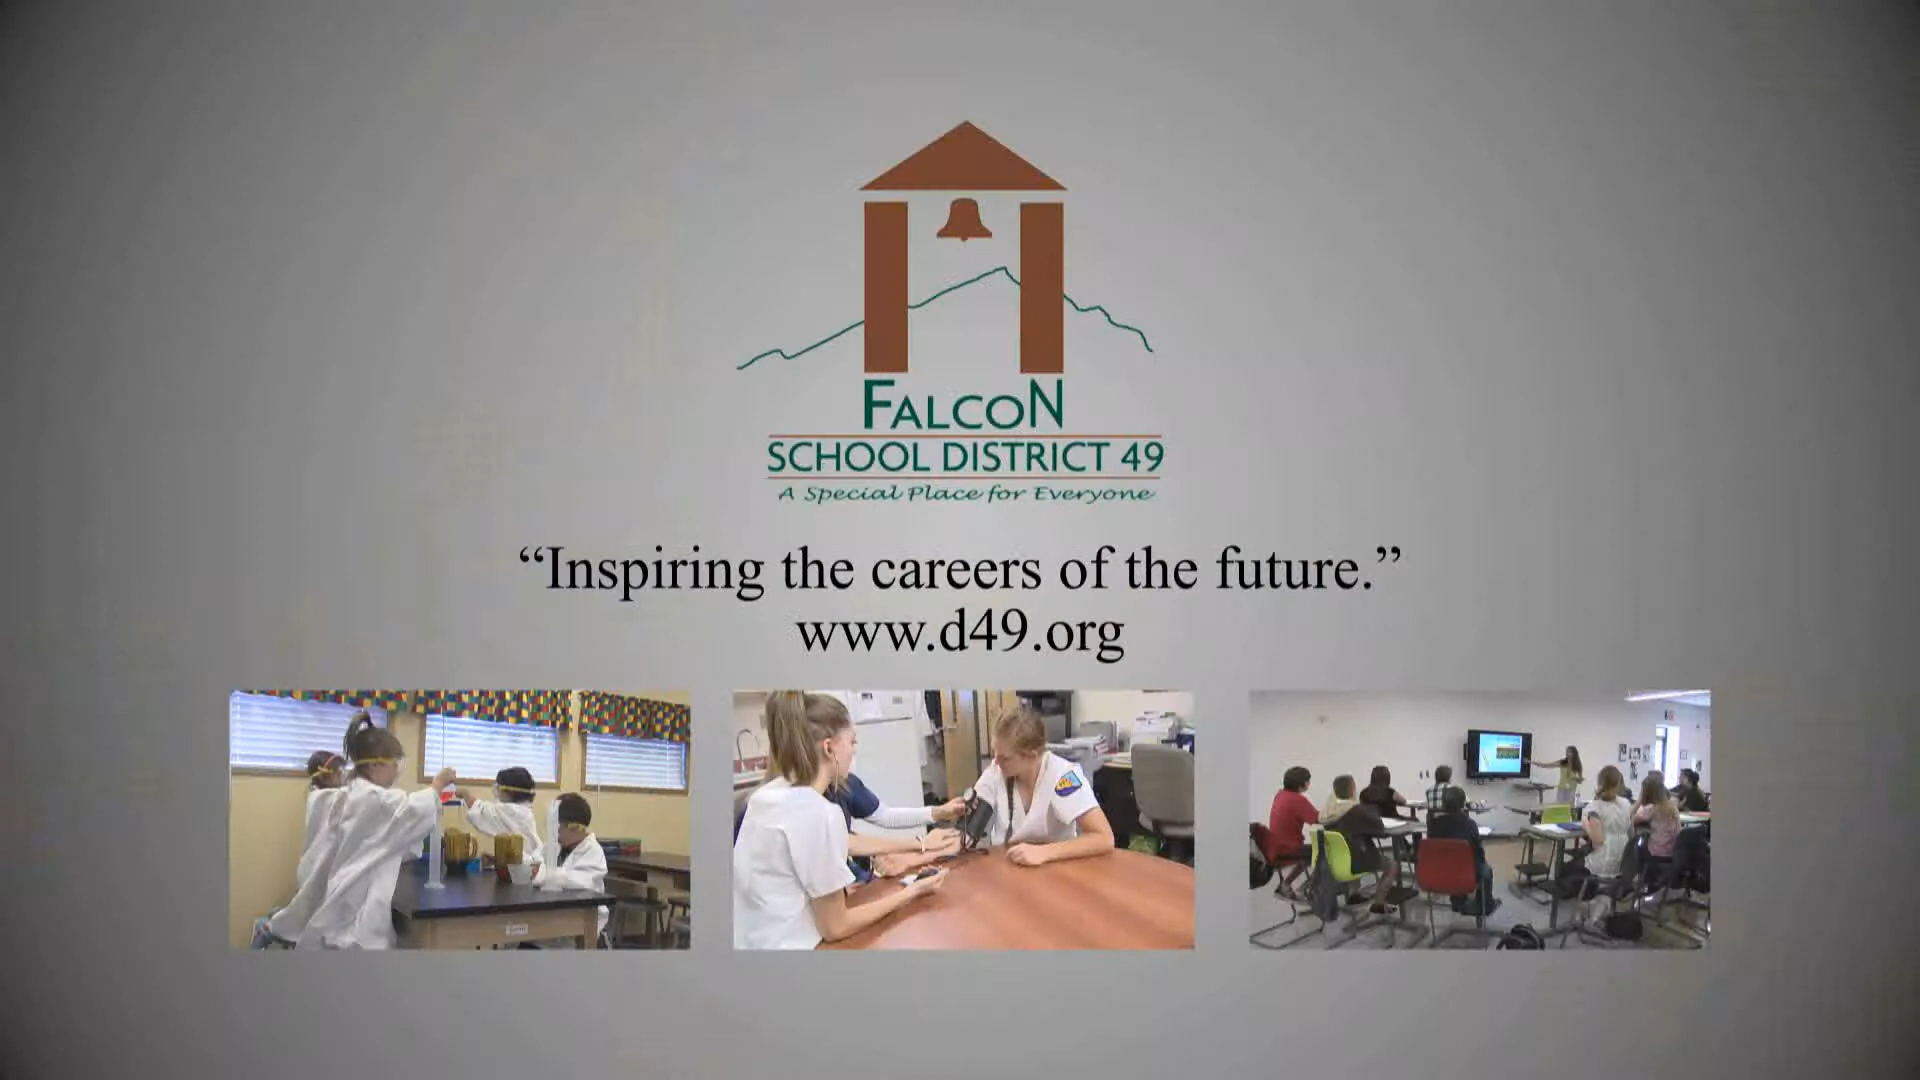 FALCON
SCHOOL DISTRICT 49
A Special Place for Everyone
“Inspiring the careers of the future.”
www.d49.org